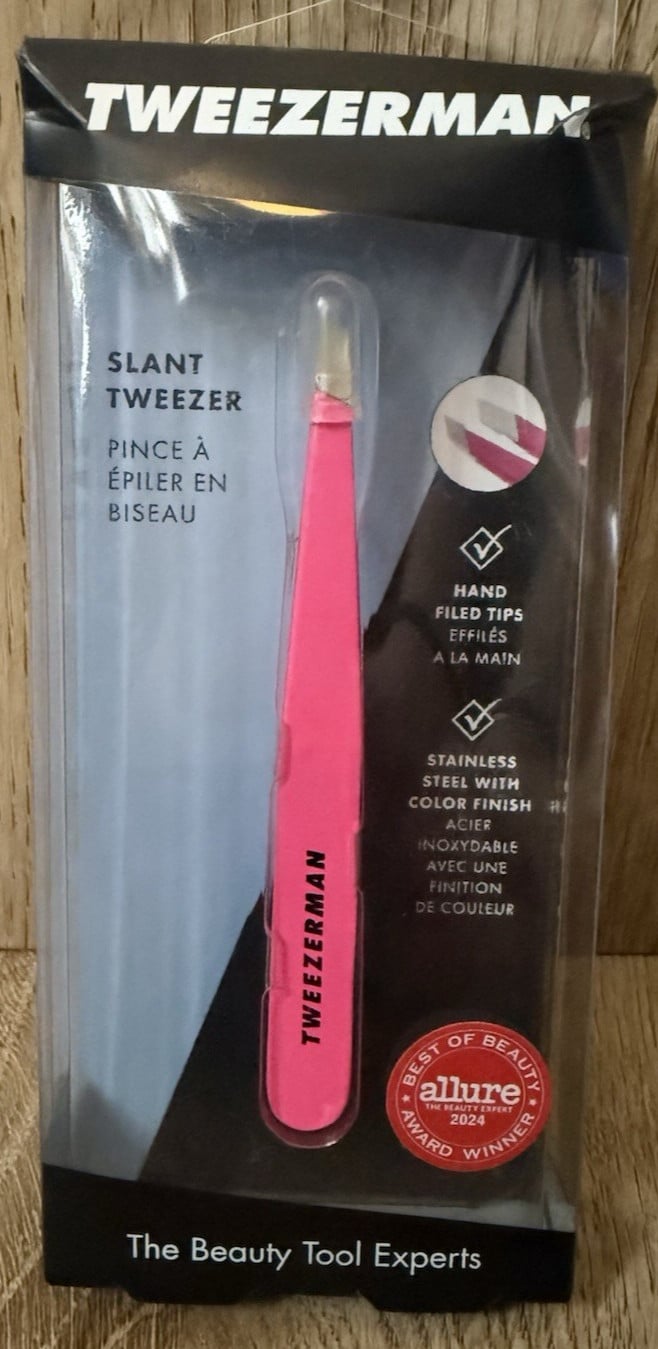 TWEEZERMAN
SLANT
TWEEZER
PINCE À
ÉPILER EN
BISEAU
HAND
FILED TIPS
EFFILÉS
A LA MAIN
STAINLESS
STEEL WITH
COLOR FINISH
ACIER
INOXYDABLE
AVEC UNE
FINITION
DE COULEUR
TWEEZERMAN
BEST OF BEAUTY
allure
THE BEAUTY EXPERT
2024
AWARD WINNER
The Beauty Tool Experts